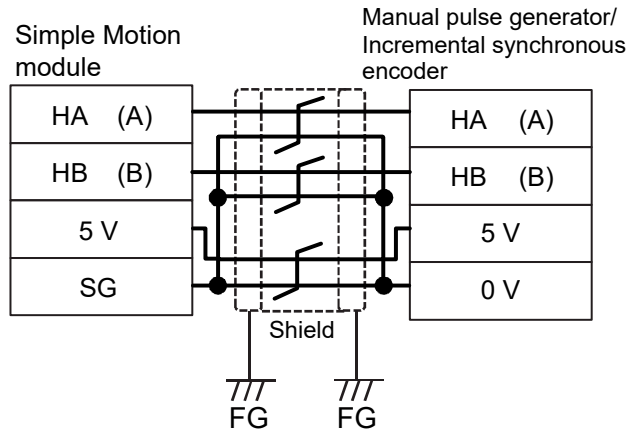 Simple Motion
module
Manual pulse generator/
Incremental synchronous
encoder
HA (A)
HB (B)
5 V
SG
HA (A)
HB (B)
5 V
0 V
Shield
FG
FG